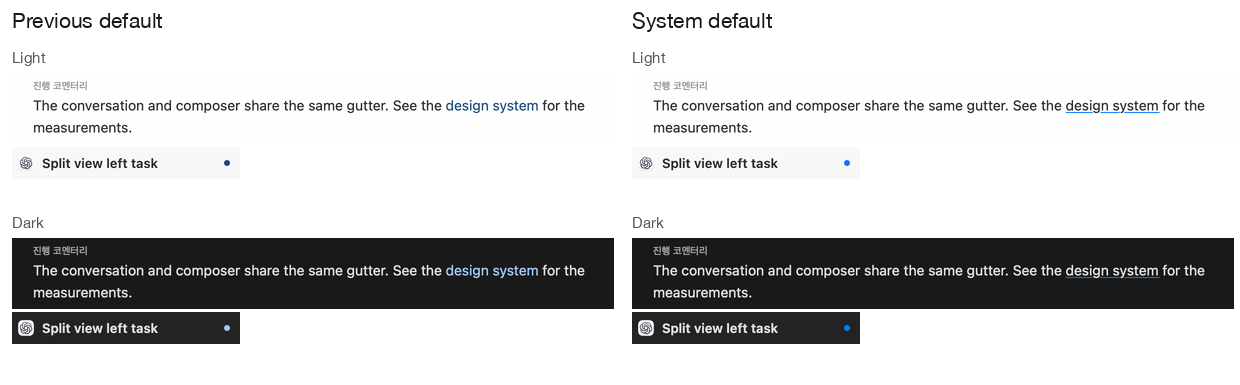 Previous default
Light
진행 코멘터리
The conversation and composer share the same gutter. See the design system for the
measurements.
Split view left task
Dark
진행 코멘터리
The conversation and composer share the same gutter. See the design system for the
measurements.
Split view left task
System default
Light
진행 코멘터리
The conversation and composer share the same gutter. See the design system for the
measurements.
Split view left task
Dark
진행 코멘터리
The conversation and composer share the same gutter. See the design system for the
measurements.
Split view left task